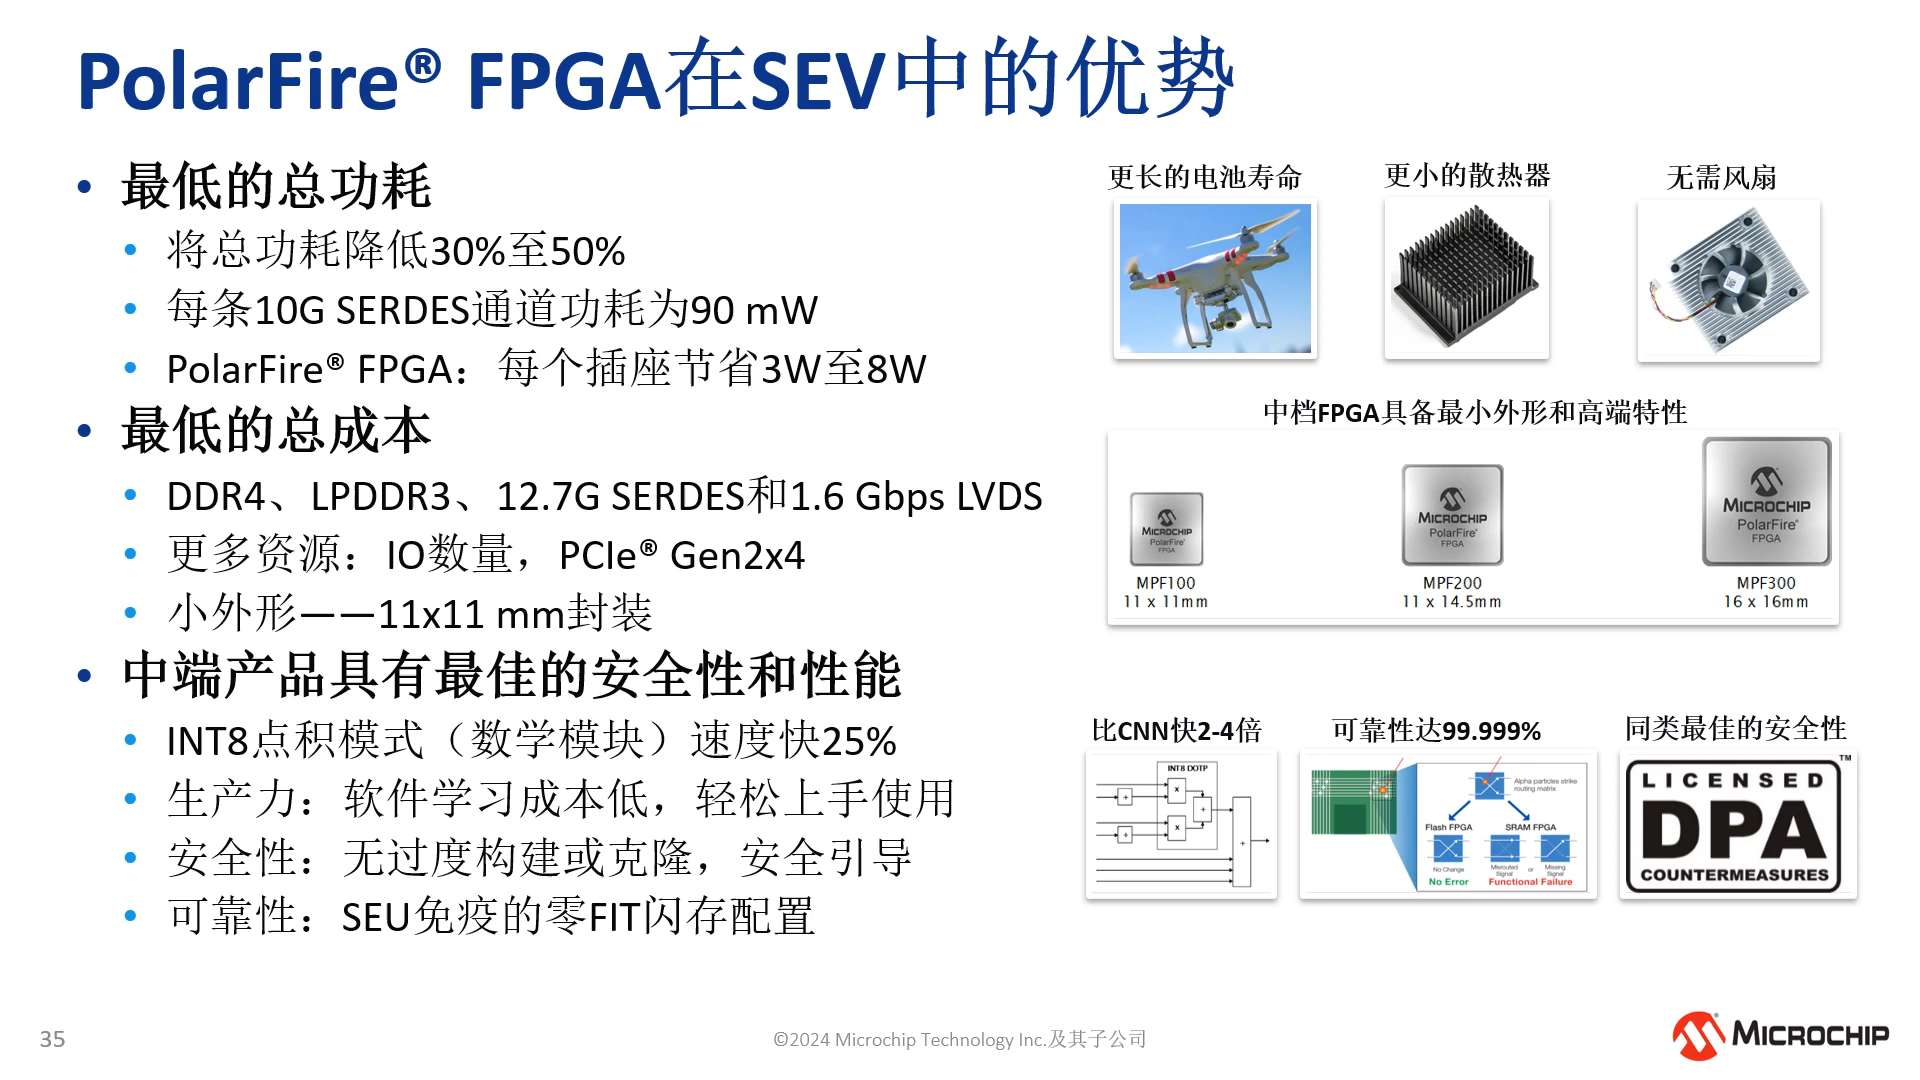 PolarFire® FPGA在SEV中的优势
• 最低的总功耗
• 将总功耗降低30%至50%
• 每条10G SERDES通道功耗为90 mW
• PolarFire® FPGA：每个插座节省3W至8W
• 最低的总成本
• DDR4、LPDDR3、12.7G SERDES和1.6 Gbps LVDS
• 更多资源：IO数量，PCIe® Gen2x4
• 小外形——11x11 mm封装
• 中端产品具有最佳的安全性和性能
• INT8点积模式（数学模块）速度快25%
• 生产力：软件学习成本低，轻松上手使用
• 安全性：无过度构建或克隆，安全引导
• 可靠性：SEU免疫的零FIT闪存配置
更长的电池寿命
更小的散热器
无需风扇
中档FPGA具备最小外形和高端特性
MICROCHIP
PolarFire®
FPGA
MPF100
11 x 11mm
MICROCHIP
PolarFire®
FPGA
MPF200
11 x 14.5mm
MICROCHIP
PolarFire®
FPGA
MPF300
16 x 16mm
比CNN快2-4倍
INT8 DOTP
+
x
+
x
+
+
可靠性达99.999%
Alpha particles strike
routing matrix
Flash FPGA
SRAM FPGA
No Change
Misrouted
Signal
or
Missing
Signal
No Error
Functional Failure
同类最佳的安全性
LICENSED
DPA
COUNTERMEASURES
™
35
©2024 Microchip Technology Inc.及其子公司
MICROCHIP